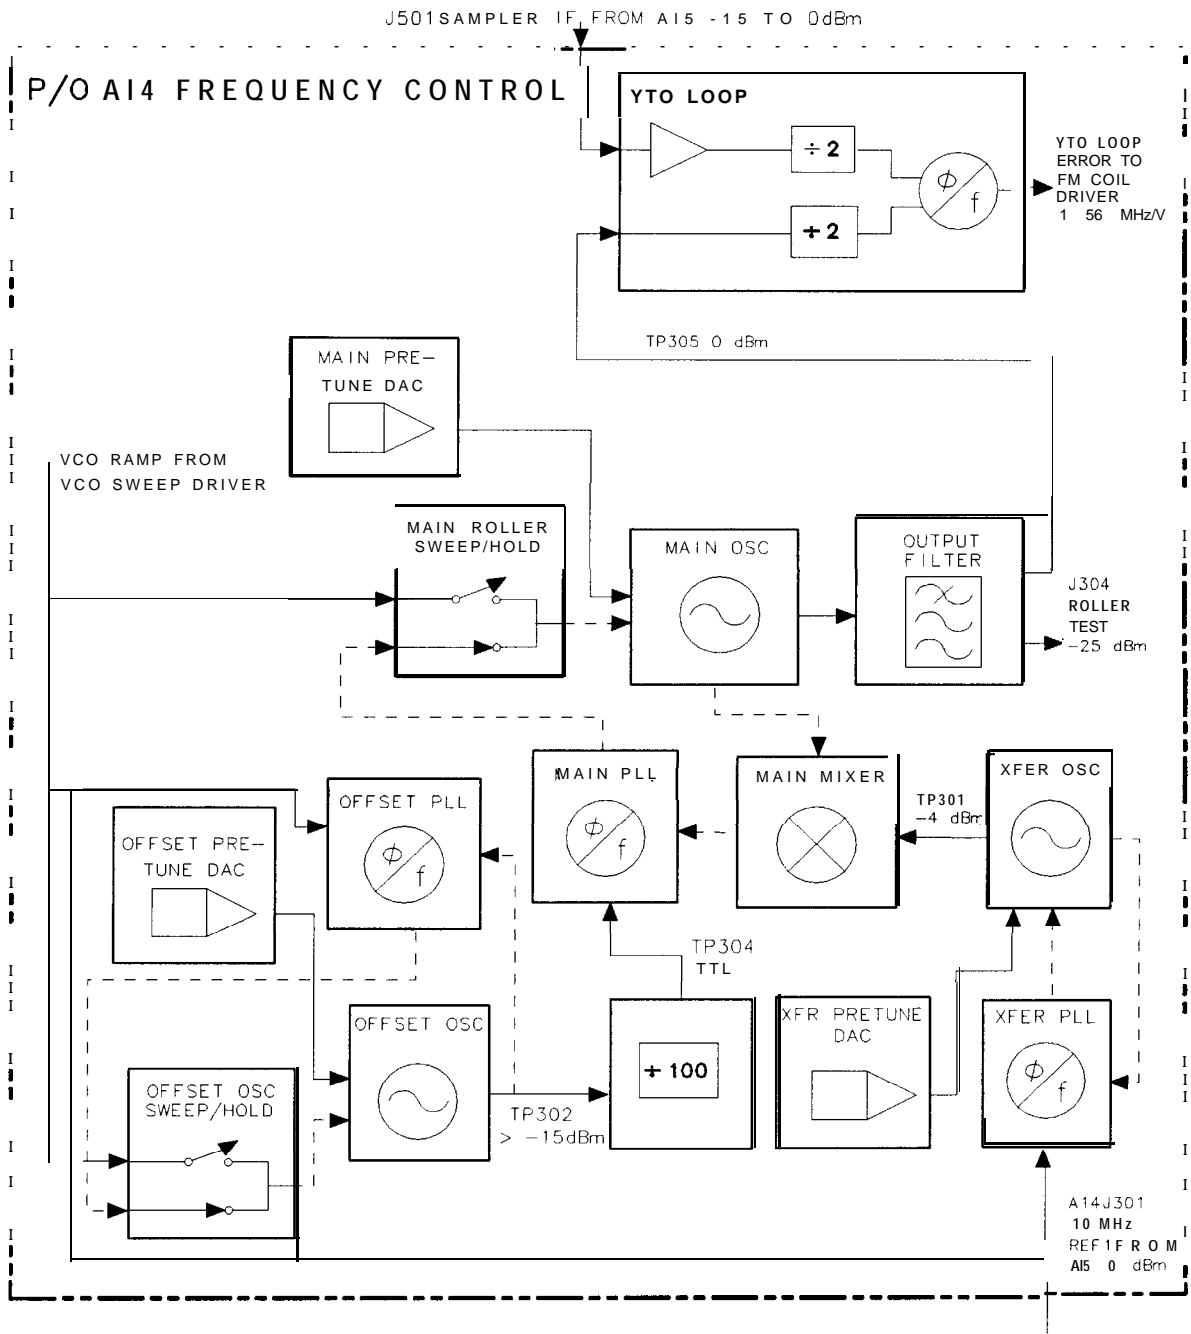 J501 SAMPLER IF FROM AI5 -15 TO 0dBm
P/O AI4 FREQUENCY CONTROL
YTO LOOP
÷ 2
ϕ
f
YTO LOOP
ERROR TO
FM COIL
DRIVER
1 56 MHz/V
÷ 2
TP305 0 dBm
MAIN PRE-
TUNE DAC
VCO RAMP FROM
VCO SWEEP DRIVER
MAIN ROLLER
SWEEP/HOLD
MAIN OSC
OUTPUT
FILTER
J304
ROLLER
TEST
-25 dBm
MAIN PLL
ϕ
f
MAIN MIXER
XFER OSC
TP301
-4 dBm
OFFSET PLL
ϕ
f
OFFSET PRE-
TUNE DAC
TP304
TTL
OFFSET OSC
÷ 100
XFR PRETUNE
DAC
XFER PLL
ϕ
f
OFFSET OSC
SWEEP/HOLD
TP302
> -15dBm
A14J301
10 MHz
REF1FROM
AI5 0 dBm